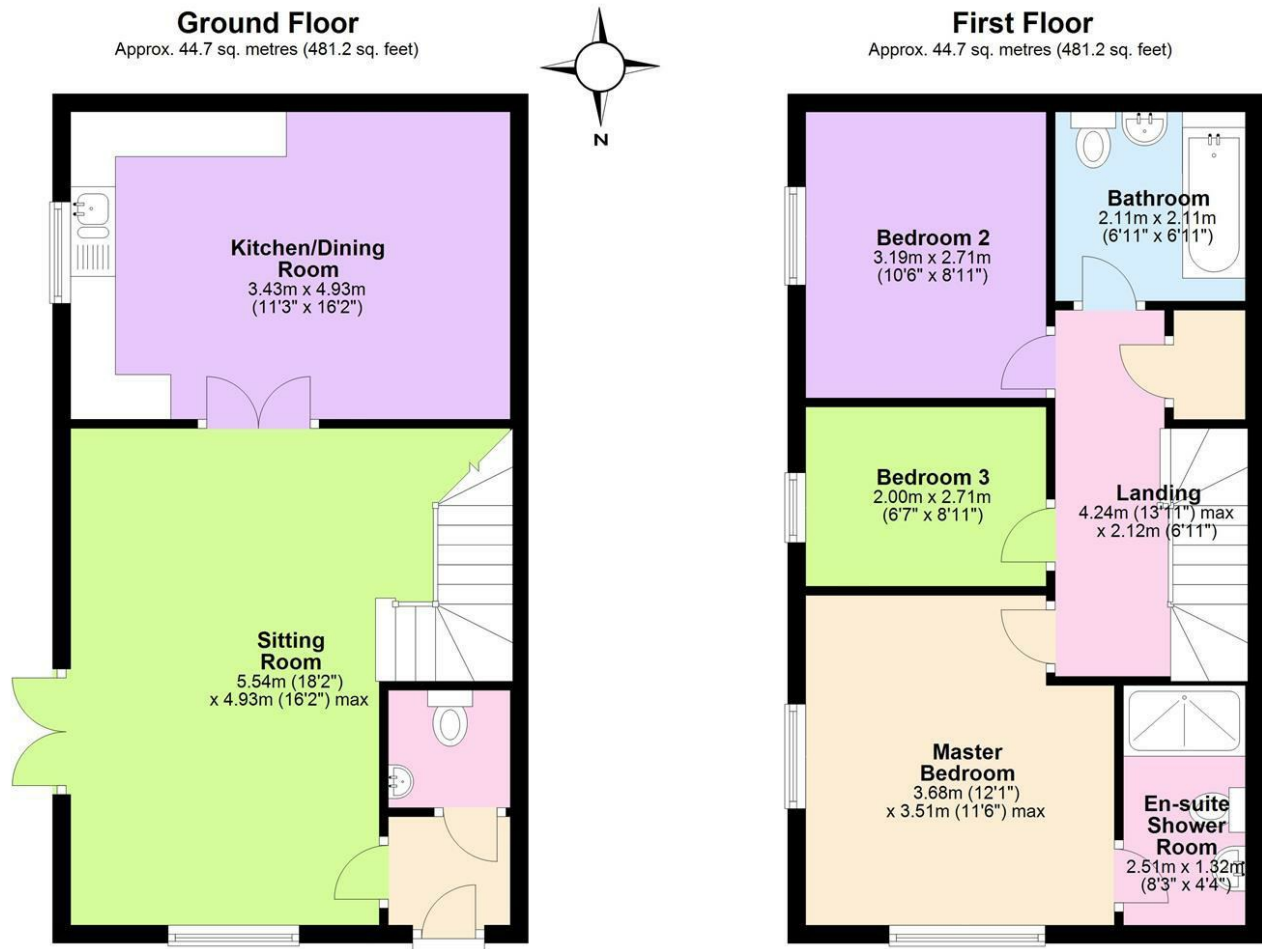 Ground Floor
Approx. 44.7 sq. metres (481.2 sq. feet)
N
Kitchen/Dining
Room
3.43m x 4.93m
(11'3" x 16'2")
Sitting
Room
5.54m (18'2")
x 4.93m (16'2") max
First Floor
Approx. 44.7 sq. metres (481.2 sq. feet)
Bathroom
2.11m x 2.11m
(6'11" x 6'11")
Bedroom 2
3.19m x 2.71m
(10'6" x 8'11")
Bedroom 3
2.00m x 2.71m
(6'7" x 8'11")
Landing
4.24m (13'11") max
x 2.12m (6'11")
Master
Bedroom
3.68m (12'1")
x 3.51m (11'6") max
En-suite
Shower
Room
2.51m x 1.32m
(8'3" x 4'4")